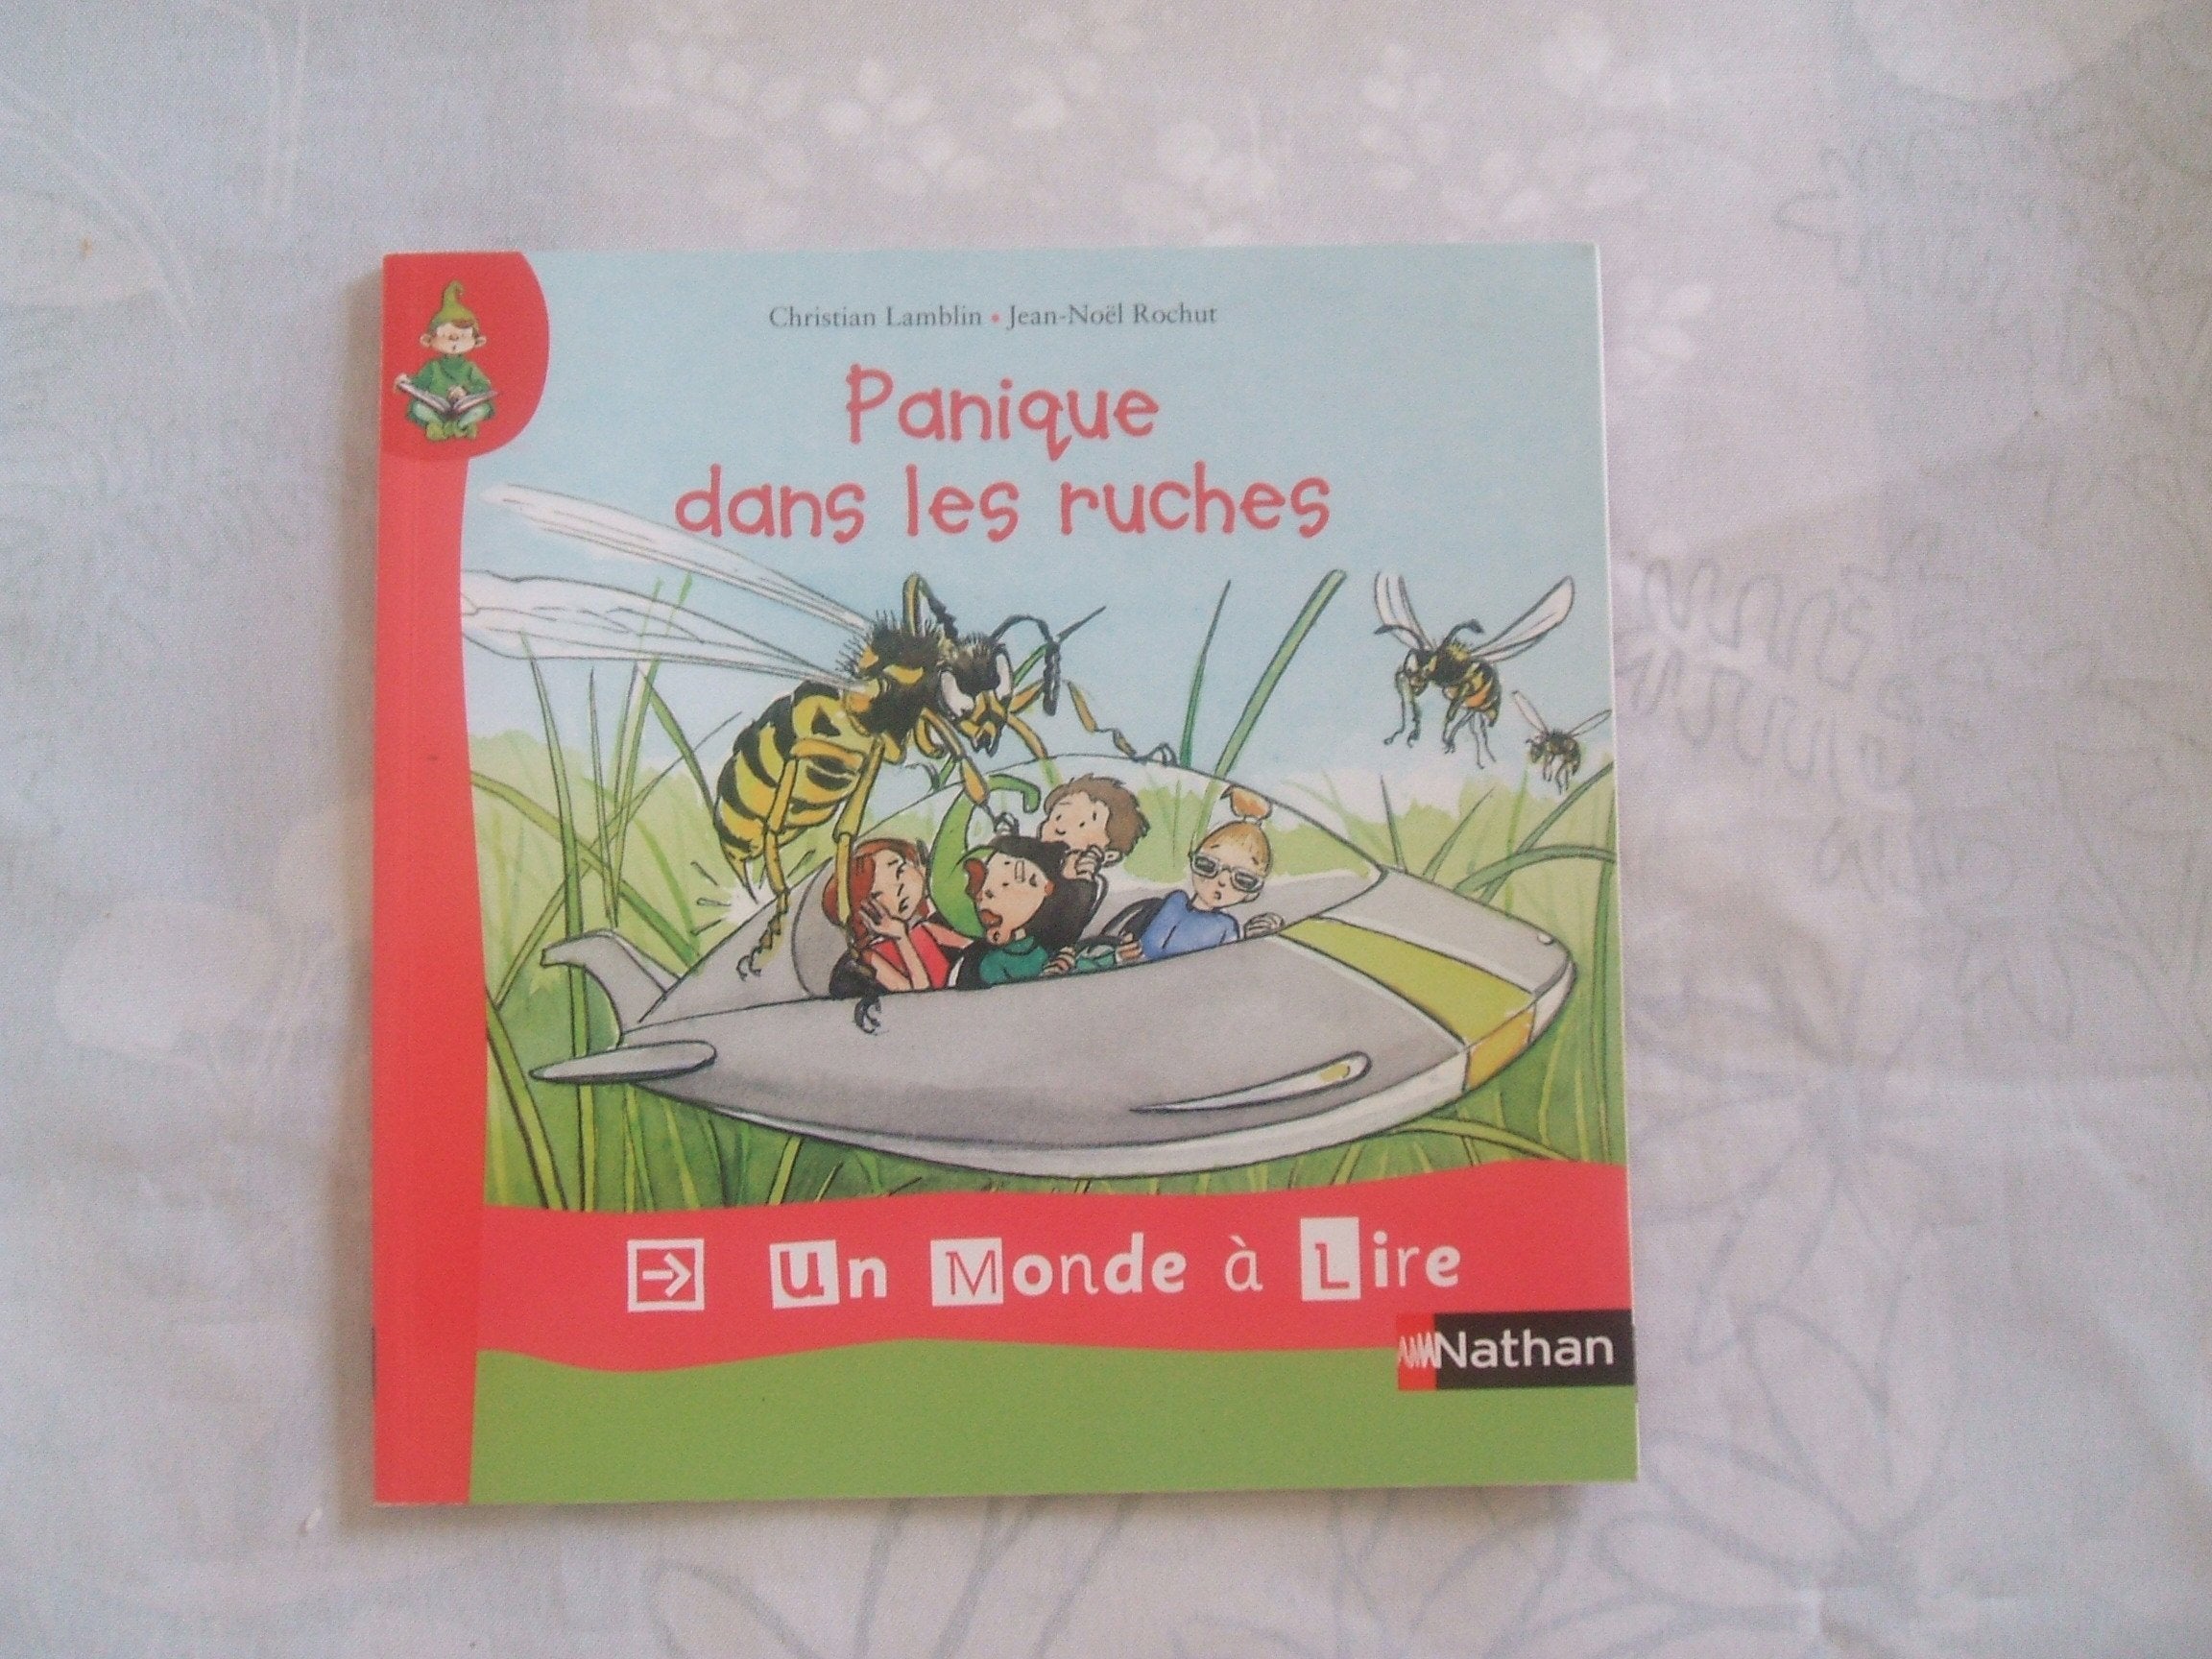 Christian Lamblin • Jean-Noël Rochut
Panique
dans les ruches
Un Monde à Lire
Nathan